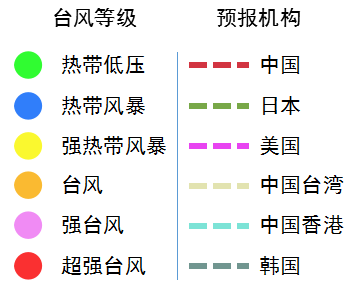 台风等级 预报机构
热带低压 中国
热带风暴 日本
强热带风暴 美国
台风 中国台湾
强台风 中国香港
超强台风 韩国